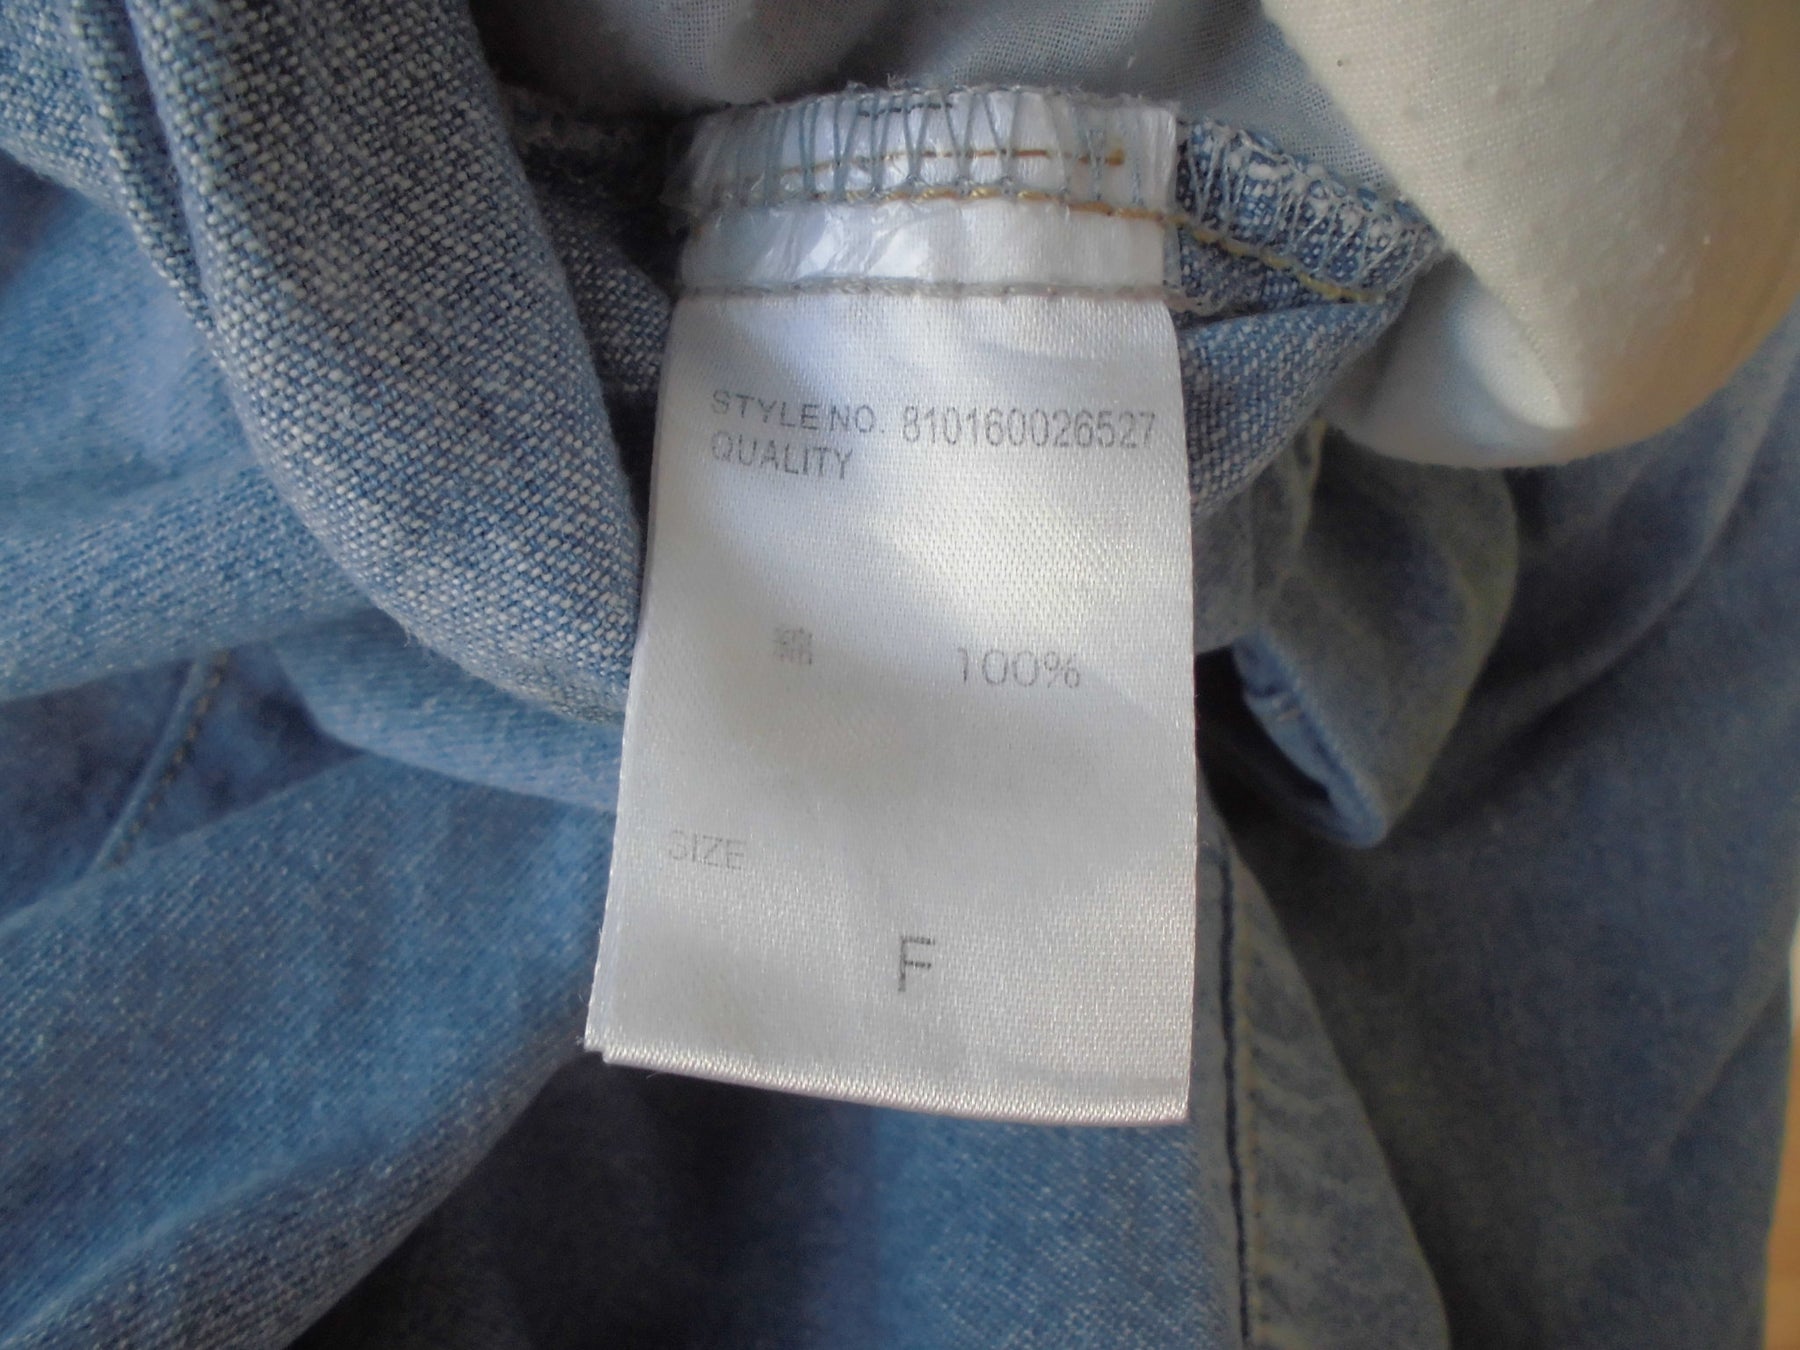 STYLE NO. 810160026527
QUALITY
綿 100%
SIZE
F